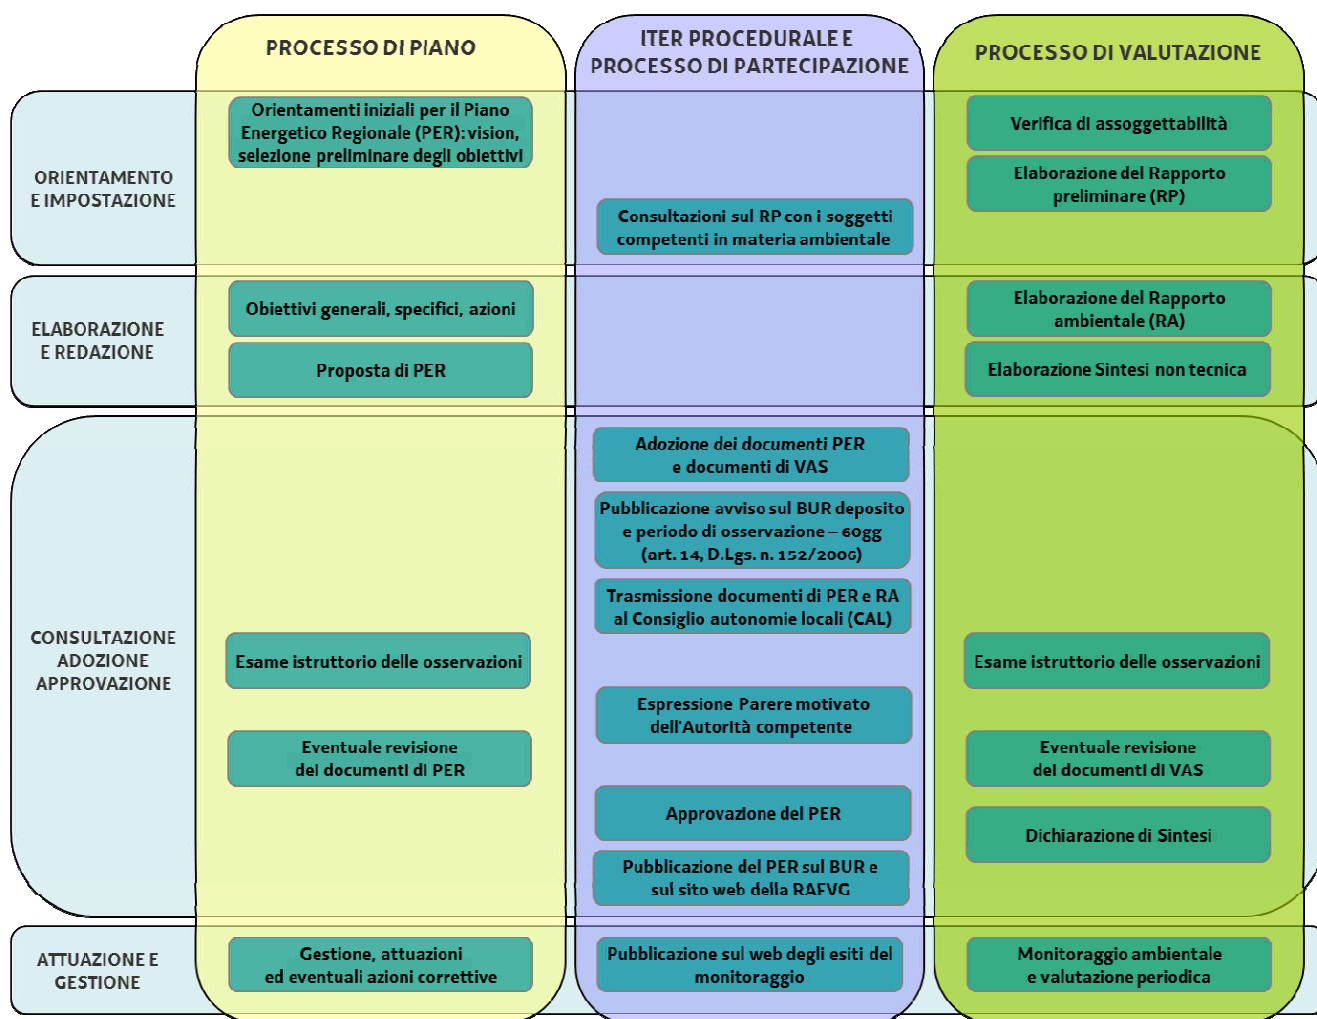 PROCESSO DI PIANO
ITER PROCEDURALE E
PROCESSO DI PARTECIPAZIONE
PROCESSO DI VALUTAZIONE
ORIENTAMENTO
E IMPOSTAZIONE
Orientamenti iniziali per il Piano
Energetico Regionale (PER): vision,
selezione preliminare degli obiettivi
Verifica di assoggettabilità
Elaborazione del Rapporto
preliminare (RP)
Consultazioni sul RP con i soggetti
competenti in materia ambientale
ELABORAZIONE
E REDAZIONE
Obiettivi generali, specifici, azioni
Proposta di PER
Elaborazione del Rapporto
ambientale (RA)
Elaborazione Sintesi non tecnica
CONSULTAZIONE
ADOZIONE
APPROVAZIONE
Adozione dei documenti PER
e documenti di VAS
Pubblicazione avviso sul BUR deposito
e periodo di osservazione – 60gg
(art. 14, D.Lgs. n. 152/2006)
Trasmissione documenti di PER e RA
al Consiglio autonomie locali (CAL)
Esame istruttorio delle osservazioni
Esame istruttorio delle osservazioni
Espressione Parere motivato
dell'Autorità competente
Eventuale revisione
dei documenti di PER
Eventuale revisione
dei documenti di VAS
Approvazione del PER
Dichiarazione di Sintesi
Pubblicazione del PER sul BUR e
sul sito web della RAFVG
ATTUAZIONE E
GESTIONE
Gestione, attuazioni
ed eventuali azioni correttive
Pubblicazione sul web degli esiti del
monitoraggio
Monitoraggio ambientale
e valutazione periodica